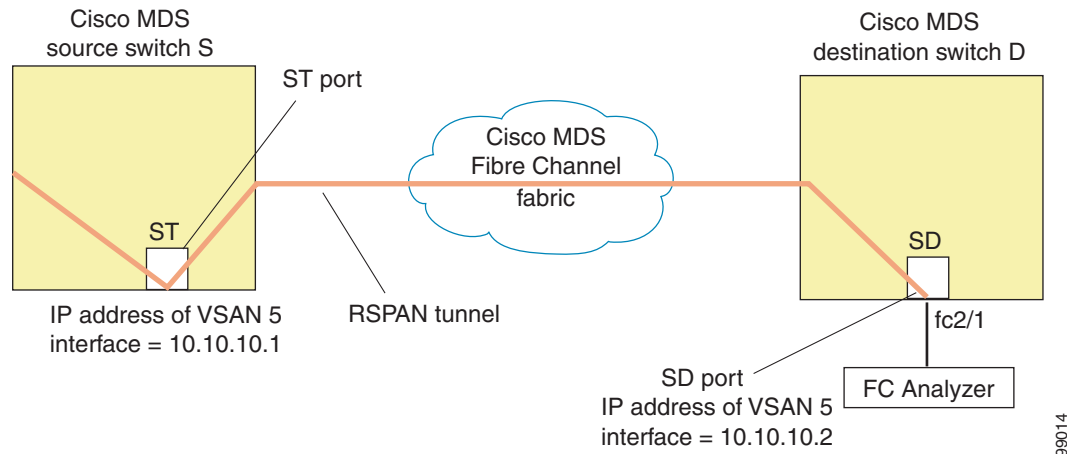 Cisco MDS
source switch S
Cisco MDS
destination switch D
ST port
Cisco MDS
Fibre Channel
fabric
ST
SD
IP address of VSAN 5
interface = 10.10.10.1
RSPAN tunnel
fc2/1
SD port
IP address of VSAN 5
interface = 10.10.10.2
FC Analyzer
99014